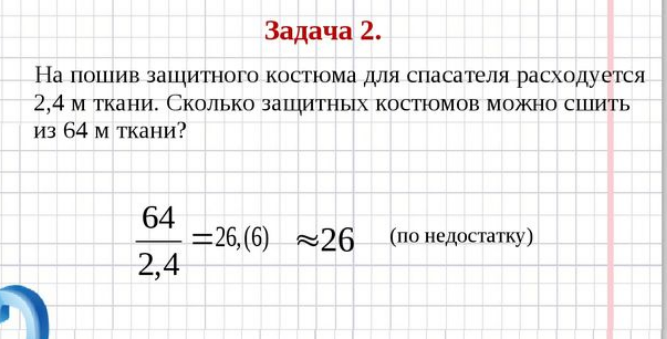 Задача 2.
На пошив защитного костюма для спасателя расходуется
2,4 м ткани. Сколько защитных костюмов можно сшить
из 64 м ткани?
64/2,4 =26,(6) ≈26 (по недостатку)